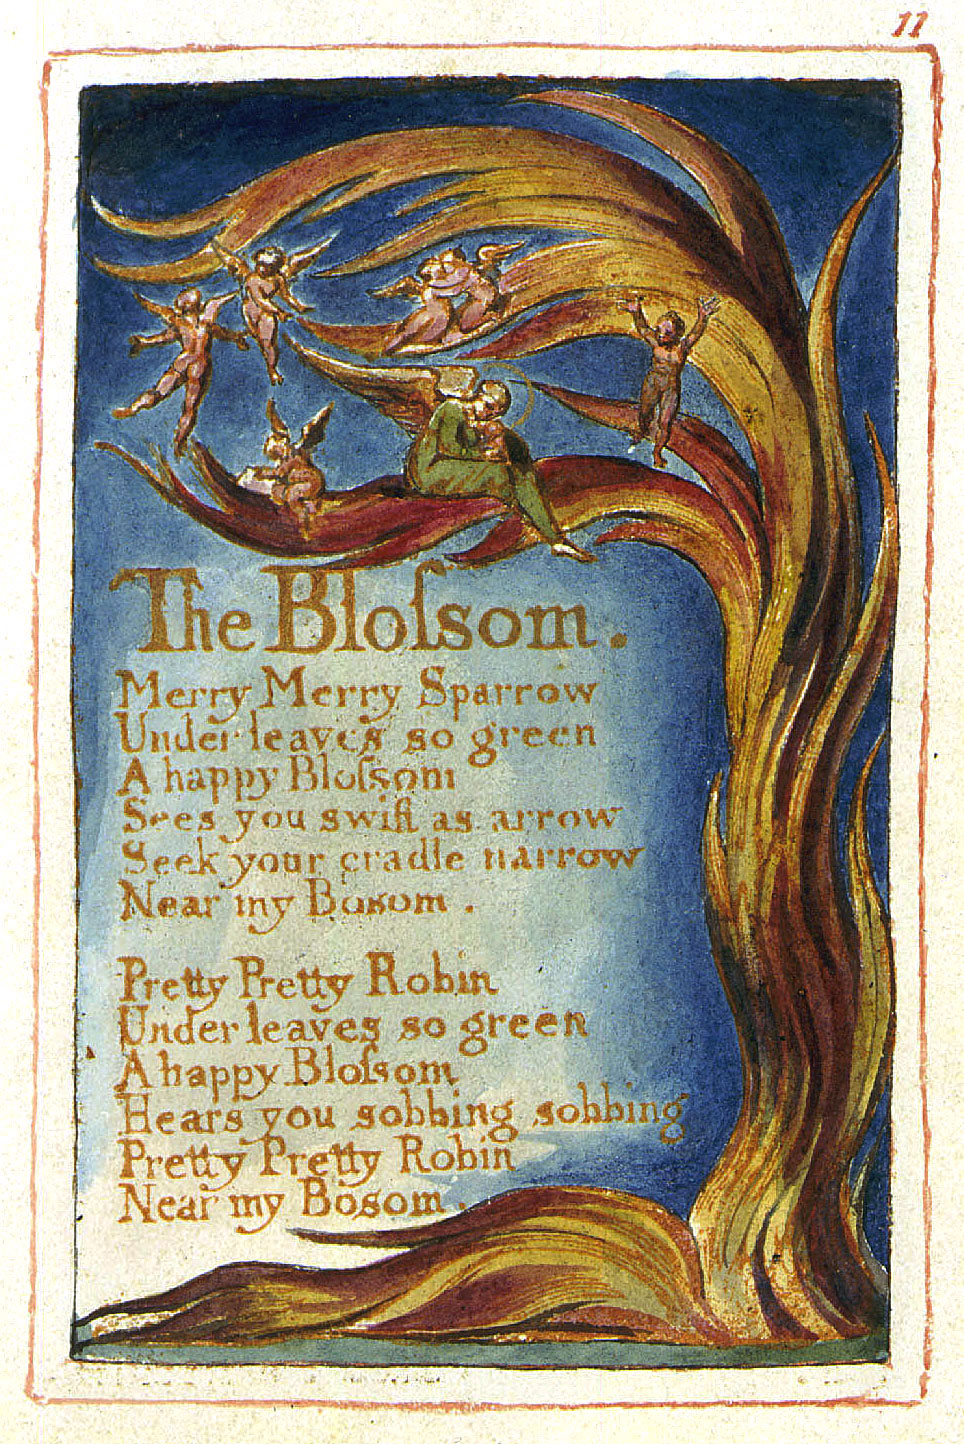 11
The Bloſsom.
Merry Merry Sparrow
Under leaves so green
A happy Bloſsom
Sees you swift as arrow
Seek your cradle narrow
Near my Bosom.
Pretty Pretty Robin
Under leaves so green
A happy Bloſsom
Hears you sobbing sobbing
Pretty Pretty Robin
Near my Bosom.